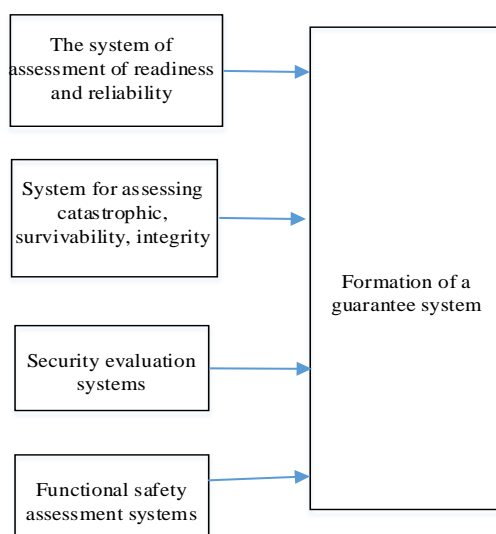 The system of
assessment of readiness
and reliability
System for assessing
catastrophic,
survivability, integrity
Security evaluation
systems
Functional safety
assessment systems
Formation of a
guarantee system